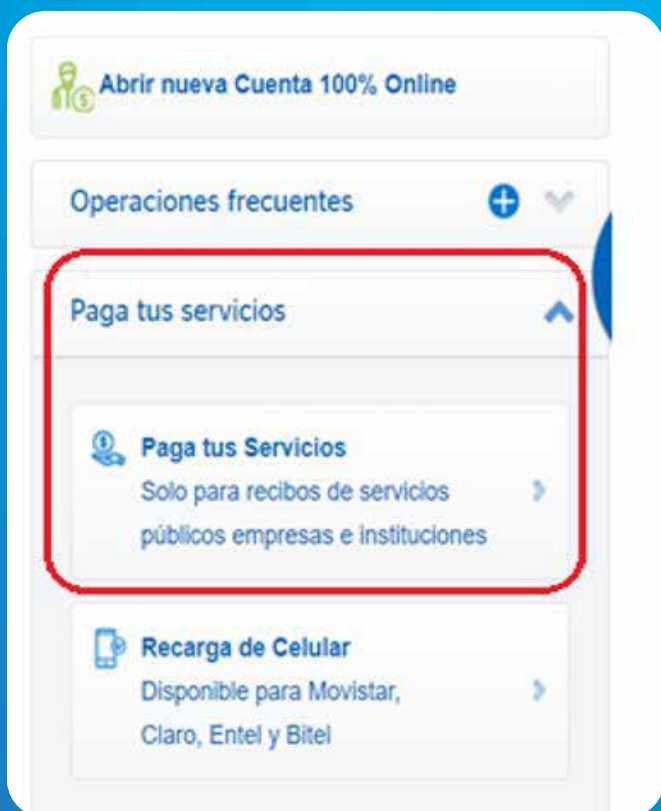 Abrir nueva Cuenta 100% Online
Operaciones frecuentes
Paga tus servicios
Paga tus Servicios
Solo para recibos de servicios
públicos empresas e instituciones
Recarga de Celular
Disponible para Movistar,
Claro, Entel y Bitel